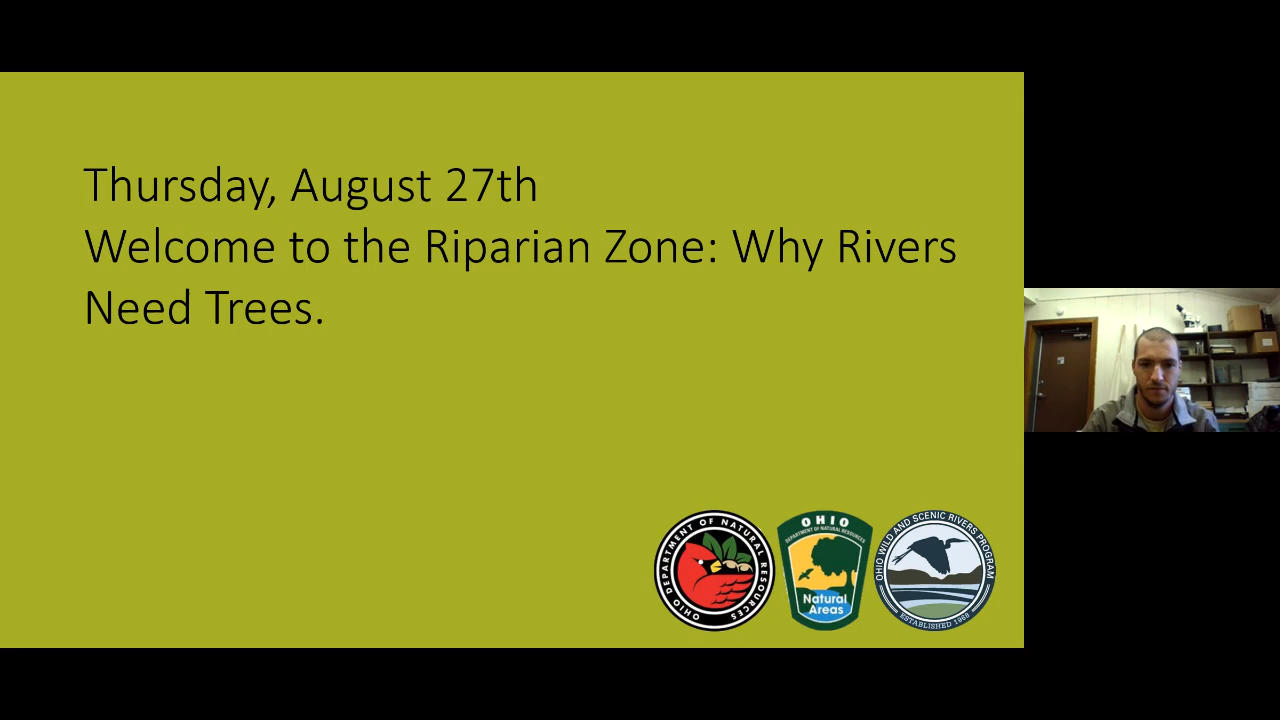 Thursday, August 27th
Welcome to the Riparian Zone: Why Rivers
Need Trees.
OHIO DEPARTMENT OF NATURAL RESOURCES
OHIO
DEPARTMENT OF NATURAL RESOURCES
Natural
Areas
OHIO WILD AND SCENIC RIVERS PROGRAM
ESTABLISHED 1968